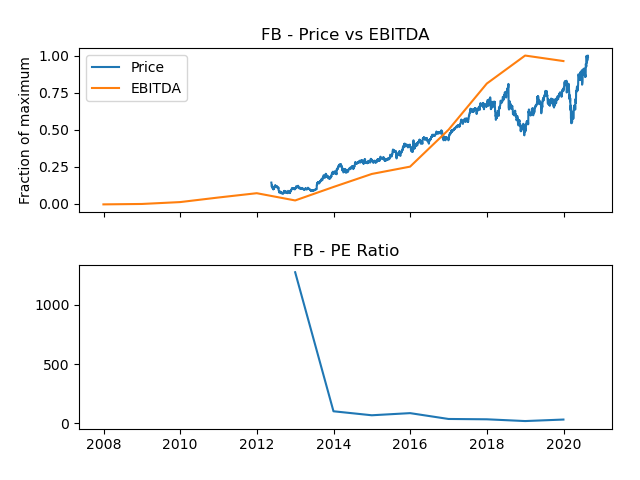 FB - Price vs EBITDA
Fraction of maximum
1.00
0.75
0.50
0.25
0.00
Price
EBITDA
FB - PE Ratio
1000
500
0
2008 2010 2012 2014 2016 2018 2020